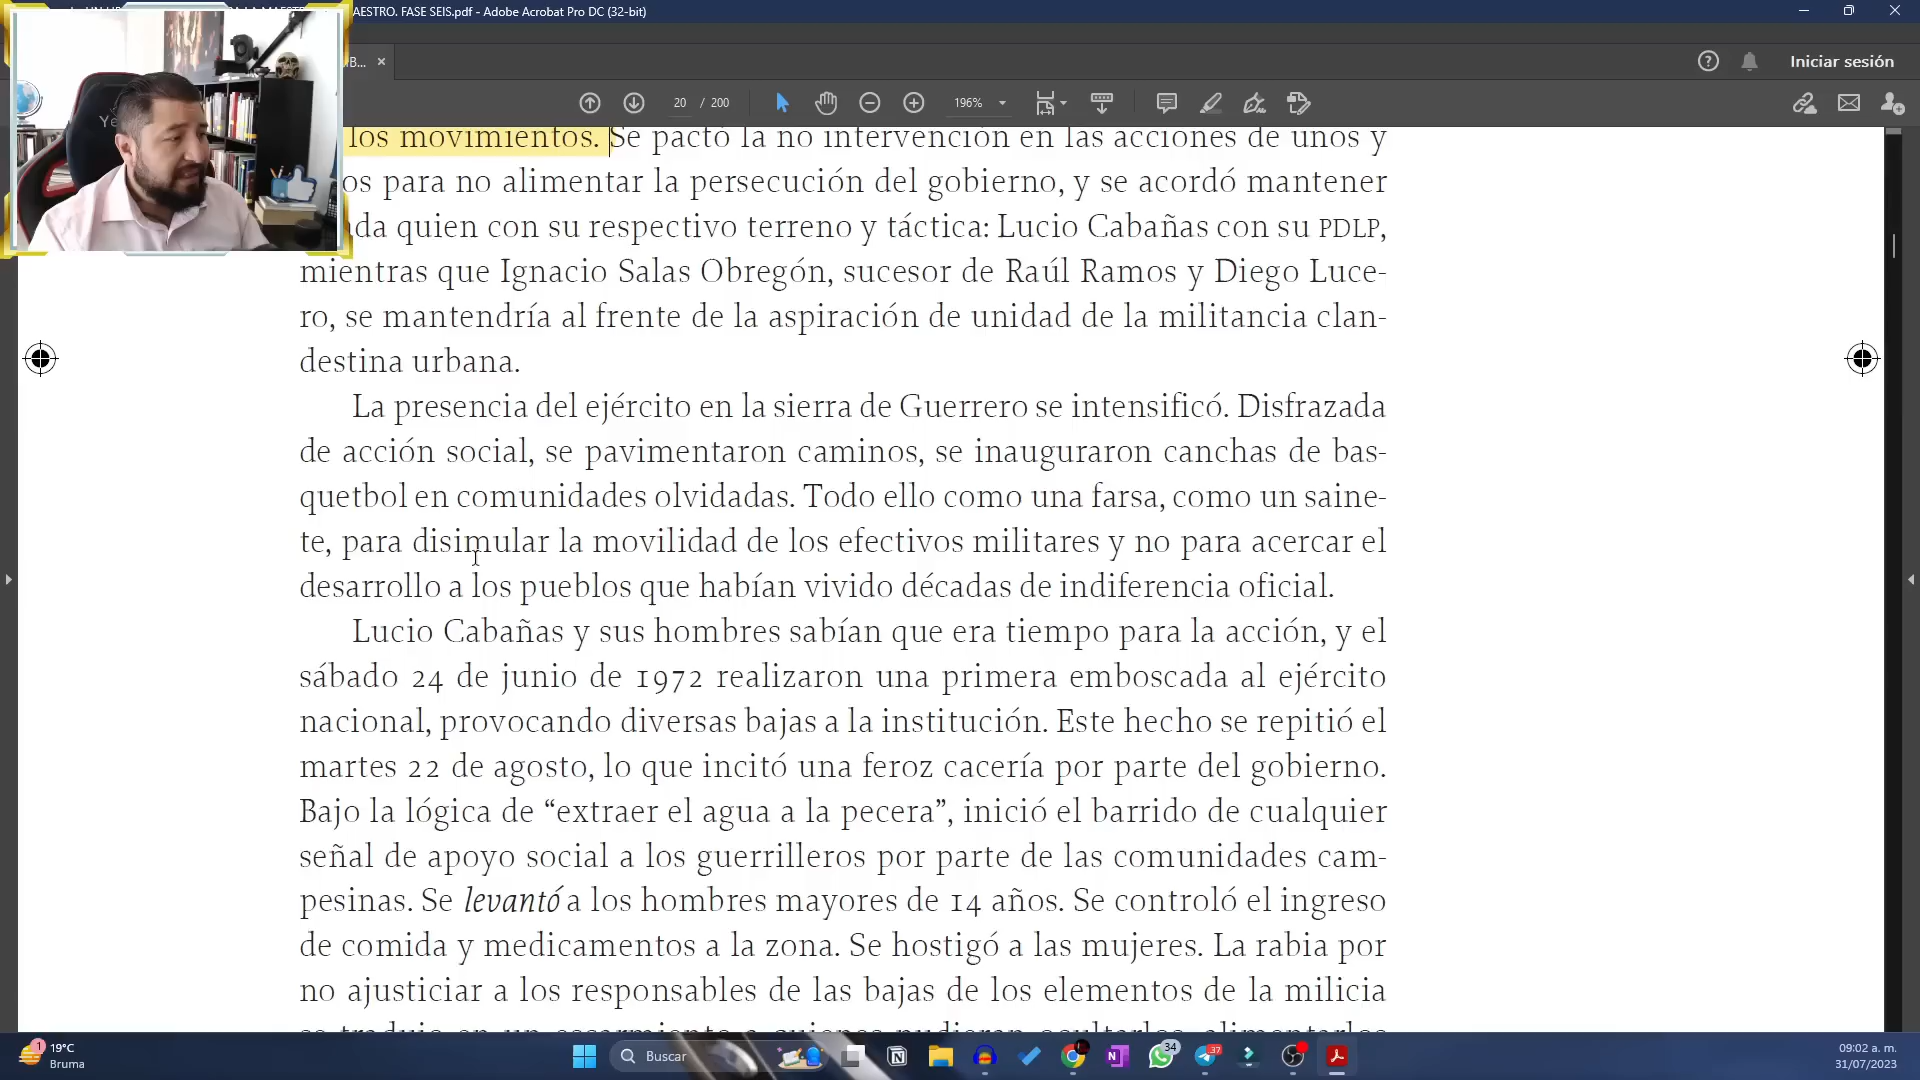 AESTRO. FASE SEIS.pdf - Adobe Acrobat Pro DC (32-bit)
B...
Iniciar sesión
20 / 200
196%
los movimientos. Se pactó la no intervención en las acciones de unos y
os para no alimentar la persecución del gobierno, y se acordó mantener
da quien con su respectivo terreno y táctica: Lucio Cabañas con su PDLP,
mientras que Ignacio Salas Obregón, sucesor de Raúl Ramos y Diego Luce-
ro, se mantendría al frente de la aspiración de unidad de la militancia clan-
destina urbana.
La presencia del ejército en la sierra de Guerrero se intensificó. Disfrazada
de acción social, se pavimentaron caminos, se inauguraron canchas de bas-
quetbol en comunidades olvidadas. Todo ello como una farsa, como un saine-
te, para disimular la movilidad de los efectivos militares y no para acercar el
desarrollo a los pueblos que habían vivido décadas de indiferencia oficial.
Lucio Cabañas y sus hombres sabían que era tiempo para la acción, y el
sábado 24 de junio de 1972 realizaron una primera emboscada al ejército
nacional, provocando diversas bajas a la institución. Este hecho se repitió el
martes 22 de agosto, lo que incitó una feroz cacería por parte del gobierno.
Bajo la lógica de “extraer el agua a la pecera”, inició el barrido de cualquier
señal de apoyo social a los guerrilleros por parte de las comunidades cam-
pesinas. Se levantó a los hombres mayores de 14 años. Se controló el ingreso
de comida y medicamentos a la zona. Se hostigó a las mujeres. La rabia por
no ajusticiar a los responsables de las bajas de los elementos de la milicia
1
19°C
Bruma
Buscar
34
37
09:02 a. m.
31/07/2023